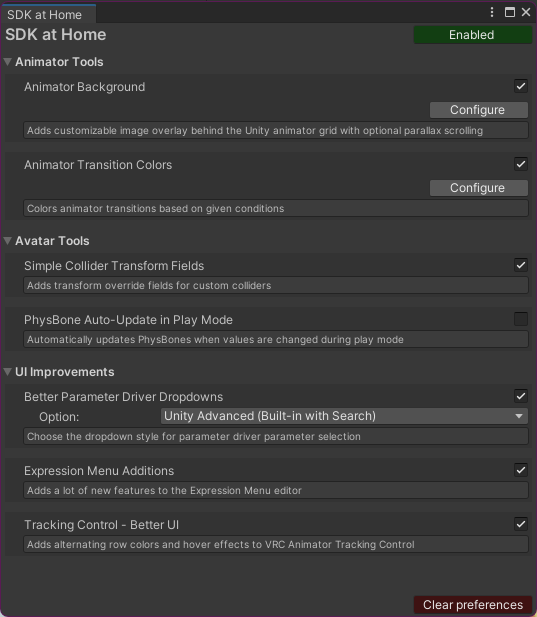 SDK at Home
SDK at Home
Enabled
Animator Tools
Animator Background
Configure
Adds customizable image overlay behind the Unity animator grid with optional parallax scrolling
Animator Transition Colors
Configure
Colors animator transitions based on given conditions
Avatar Tools
Simple Collider Transform Fields
Adds transform override fields for custom colliders
PhysBone Auto-Update in Play Mode
Automatically updates PhysBones when values are changed during play mode
UI Improvements
Better Parameter Driver Dropdowns
Option: Unity Advanced (Built-in with Search)
Choose the dropdown style for parameter driver parameter selection
Expression Menu Additions
Adds a lot of new features to the Expression Menu editor
Tracking Control - Better UI
Adds alternating row colors and hover effects to VRC Animator Tracking Control
Clear preferences